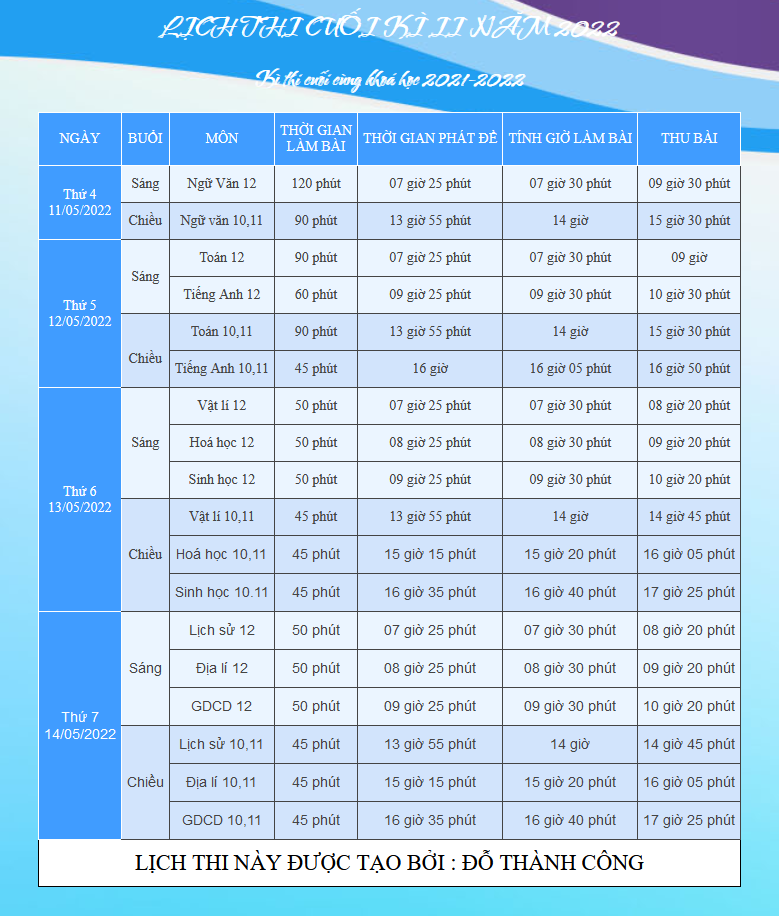 LỊCH THI CUỐI KÌ II NĂM 2022
Kì thi cuối cùng khoá học 2021-2022
NGÀY BUỔI MÔN THỜI GIAN LÀM BÀI THỜI GIAN PHÁT ĐỀ TÍNH GIỜ LÀM BÀI THU BÀI
Thứ 4 11/05/2022 Sáng Ngữ Văn 12 120 phút 07 giờ 25 phút 07 giờ 30 phút 09 giờ 30 phút
Chiều Ngữ văn 10,11 90 phút 13 giờ 55 phút 14 giờ 15 giờ 30 phút
Thứ 5 12/05/2022 Sáng Toán 12 90 phút 07 giờ 25 phút 07 giờ 30 phút 09 giờ
Tiếng Anh 12 60 phút 09 giờ 25 phút 09 giờ 30 phút 10 giờ 30 phút
Chiều Toán 10,11 90 phút 13 giờ 55 phút 14 giờ 15 giờ 30 phút
Tiếng Anh 10,11 45 phút 16 giờ 16 giờ 05 phút 16 giờ 50 phút
Thứ 6 13/05/2022 Sáng Vật lí 12 50 phút 07 giờ 25 phút 07 giờ 30 phút 08 giờ 20 phút
Hoá học 12 50 phút 08 giờ 25 phút 08 giờ 30 phút 09 giờ 20 phút
Sinh học 12 50 phút 09 giờ 25 phút 09 giờ 30 phút 10 giờ 20 phút
Chiều Vật lí 10,11 45 phút 13 giờ 55 phút 14 giờ 14 giờ 45 phút
Hoá học 10,11 45 phút 15 giờ 15 phút 15 giờ 20 phút 16 giờ 05 phút
Sinh học 10.11 45 phút 16 giờ 35 phút 16 giờ 40 phút 17 giờ 25 phút
Thứ 7 14/05/2022 Sáng Lịch sử 12 50 phút 07 giờ 25 phút 07 giờ 30 phút 08 giờ 20 phút
Địa lí 12 50 phút 08 giờ 25 phút 08 giờ 30 phút 09 giờ 20 phút
GDCD 12 50 phút 09 giờ 25 phút 09 giờ 30 phút 10 giờ 20 phút
Chiều Lịch sử 10,11 45 phút 13 giờ 55 phút 14 giờ 14 giờ 45 phút
Địa lí 10,11 45 phút 15 giờ 15 phút 15 giờ 20 phút 16 giờ 05 phút
GDCD 10,11 45 phút 16 giờ 35 phút 16 giờ 40 phút 17 giờ 25 phút
LỊCH THI NÀY ĐƯỢC TẠO BỞI : ĐỖ THÀNH CÔNG